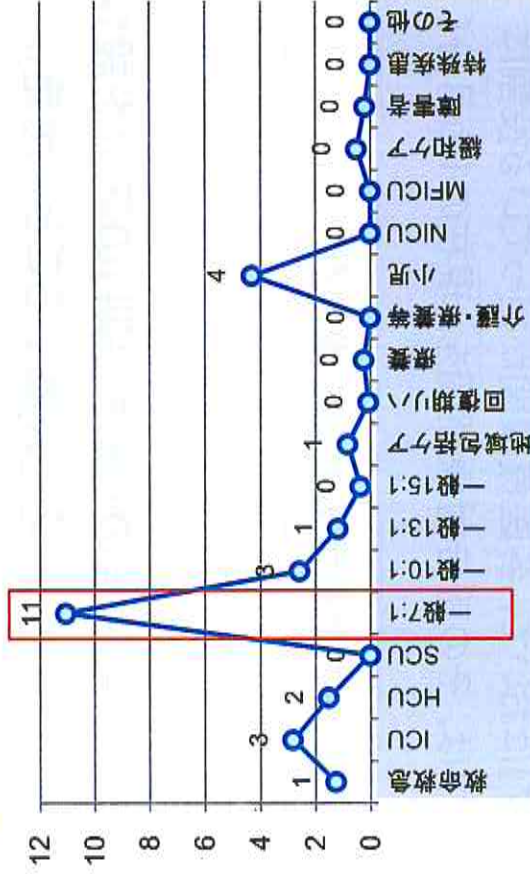 12
10
8
6
4
2
0
1
3
2
0
11
3
1
0
1
0
0
0
4
0
0
0
0
0
0
救命救急
ICU
HCU
SCU
一般7:1
一般10:1
一般13:1
一般15:1
地域包括ケア
回復期リハ
療養
介護・療養等
小児
NICU
MFICU
緩和ケア
障害者
特殊疾患
その他